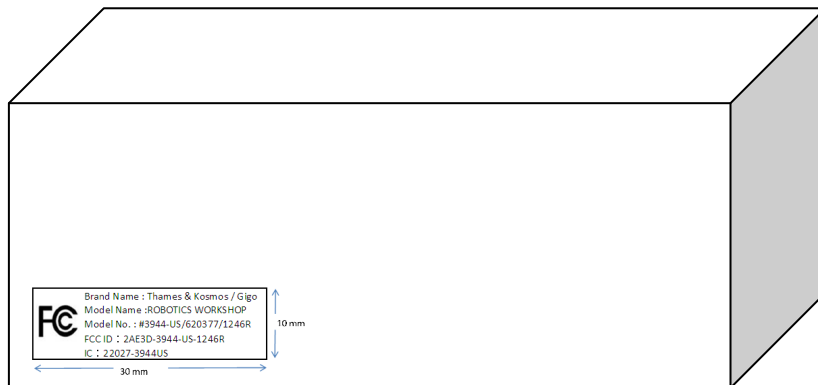 FC
Brand Name : Thames & Kosmos / Gigo
Model Name :ROBOTICS WORKSHOP
Model No. : #3944-US/620377/1246R
FCC ID：2AE3D-3944-US-1246R
IC：22027-3944US
10 mm
30 mm